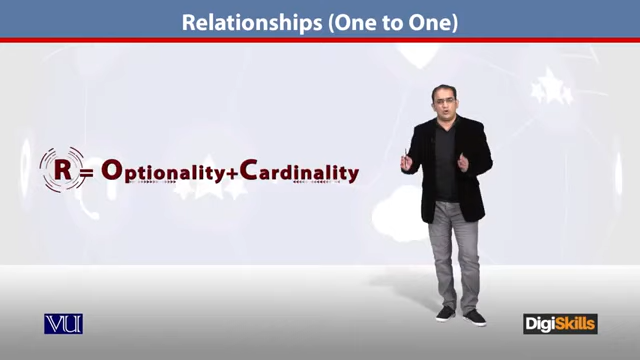 Relationships (One to One)
R = Optionality+Cardinality
VU
DigiSkills